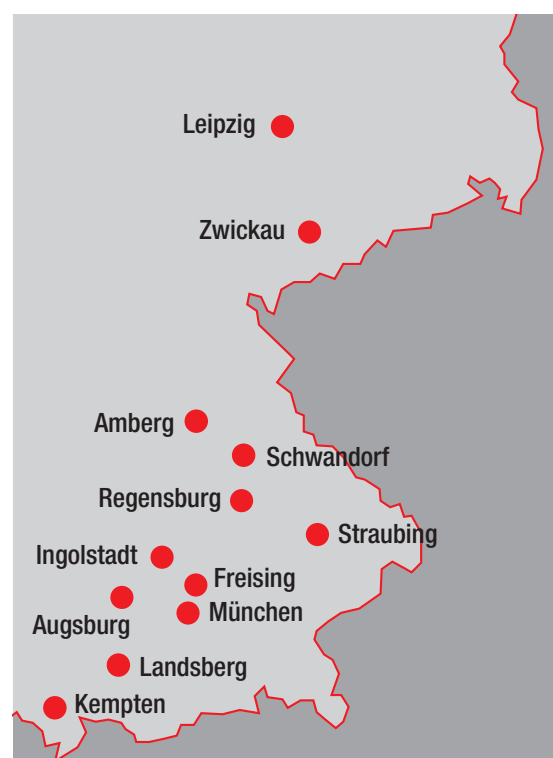 Leipzig
Zwickau
Amberg
Schwandorf
Regensburg
Straubing
Ingolstadt
Freising
München
Augsburg
Landsberg
Kempten